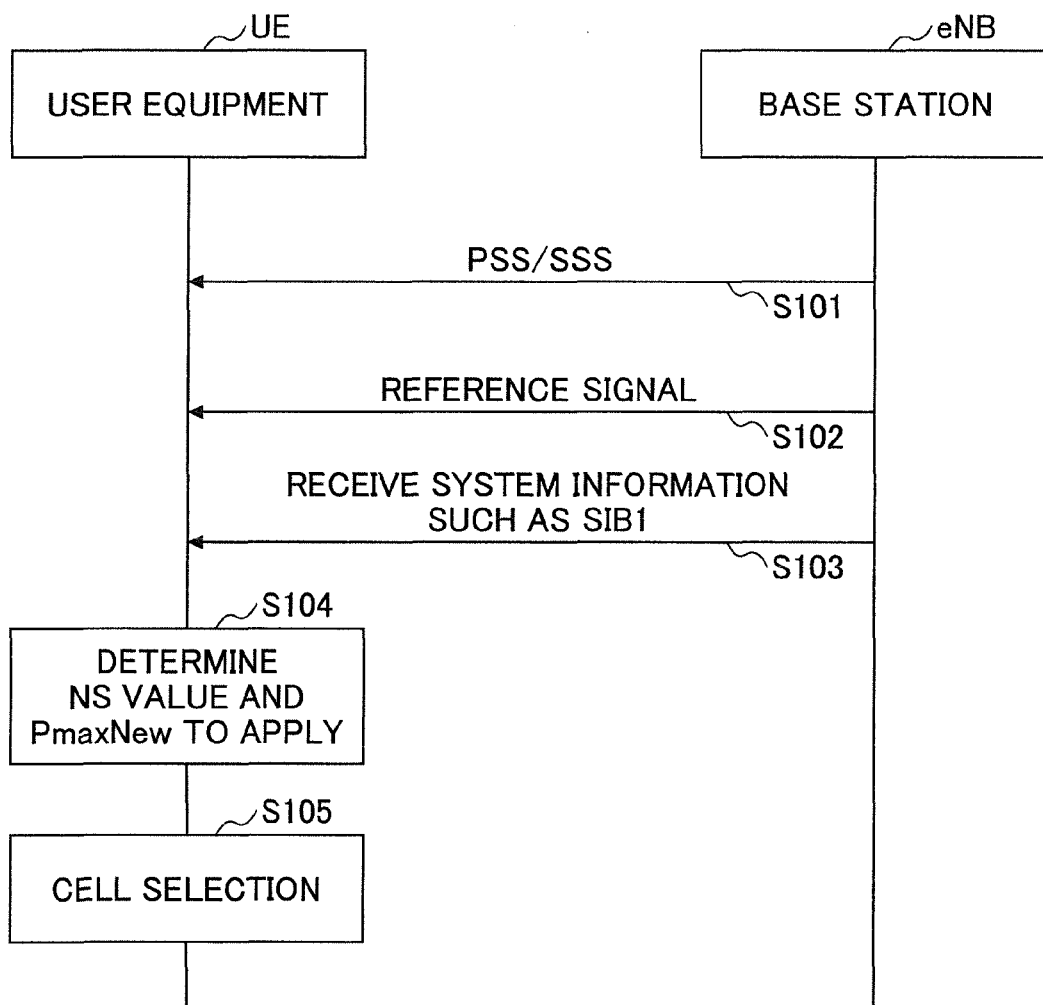 UE
eNB
USER EQUIPMENT
BASE STATION
PSS/SSS
S101
REFERENCE SIGNAL
S102
RECEIVE SYSTEM INFORMATION
SUCH AS SIB1
S103
S104
DETERMINE
NS VALUE AND
PmaxNew TO APPLY
S105
CELL SELECTION